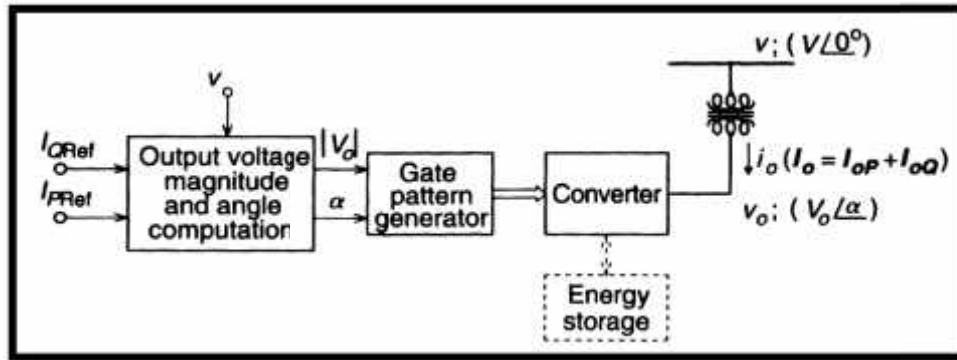 v ; ( V∠0°)
v
I_QRef
I_PRef
Output voltage
magnitude
and angle
computation
|V_o|
α
Gate
pattern
generator
Converter
i_o (I_o = I_oP + I_oQ)
v_o ; ( V_o∠α )
Energy
storage